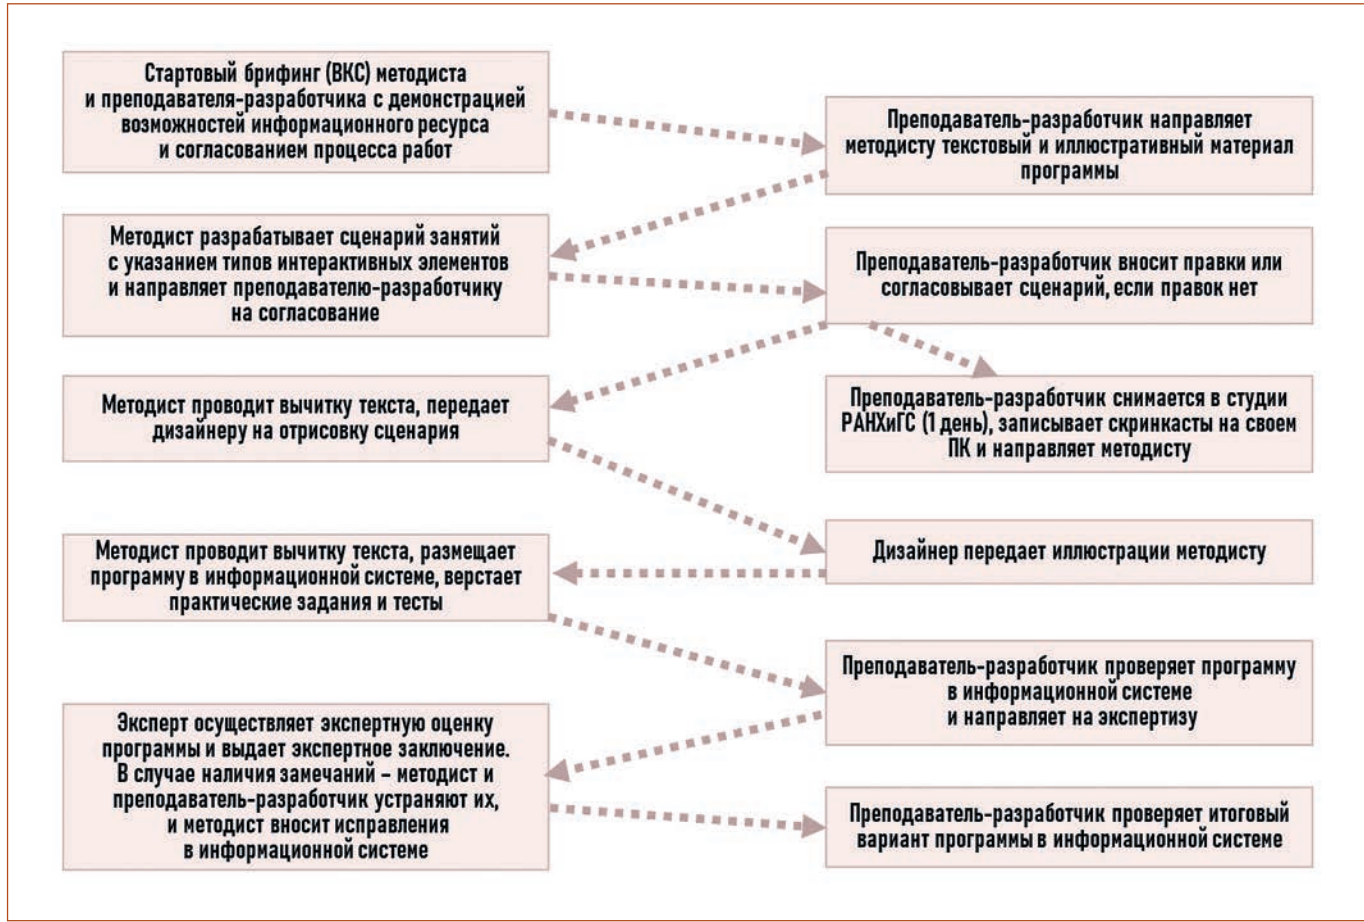 Стартовый брифинг (ВКС) методиста
и преподавателя-разработчика с демонстрацией
возможностей информационного ресурса
и согласованием процесса работ
Преподаватель-разработчик направляет
методисту текстовый и иллюстративный материал
программы
Методист разрабатывает сценарий занятий
с указанием типов интерактивных элементов
и направляет преподавателю-разработчику
на согласование
Преподаватель-разработчик вносит правки или
согласовывает сценарий, если правок нет
Методист проводит вычитку текста, передает
дизайнеру на отрисовку сценария
Преподаватель-разработчик снимается в студии
РАНХиГС (1 день), записывает скринкасты на своем
ПК и направляет методисту
Дизайнер передает иллюстрации методисту
Методист проводит вычитку текста, размещает
программу в информационной системе, верстает
практические задания и тесты
Преподаватель-разработчик проверяет программу
в информационной системе
и направляет на экспертизу
Эксперт осуществляет экспертную оценку
программы и выдает экспертное заключение.
В случае наличия замечаний – методист и
преподаватель-разработчик устраняют их,
и методист вносит исправления
в информационной системе
Преподаватель-разработчик проверяет итоговый
вариант программы в информационной системе